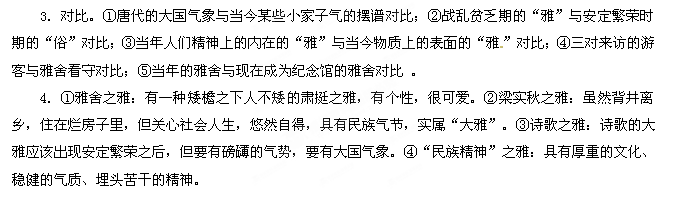 3．对比。①唐代的大国气象与当今某些小家子气的摆谱对比；②战乱贫乏期的“雅”与安定繁荣时
期的“俗”对比；③当年人们精神上的内在的“雅”与当今物质上的表面的“雅”对比；④三对来访的游
客与雅舍看守对比；⑤当年的雅舍与现在成为纪念馆的雅舍对比 。
4．①雅舍之雅：有一种矮檐之下人不矮的肃挺之雅，有个性，很可爱。②梁实秋之雅：虽然背井离
乡，住在烂房子里，但关心社会人生，悠然自得，具有民族气节，实属“大雅”。③诗歌之雅：诗歌的大
雅应该出现安定繁荣之后，但要有磅礴的气势，要有大国气象。④“民族精神”之雅：具有厚重的文化、
稳健的气质、埋头苦干的精神。